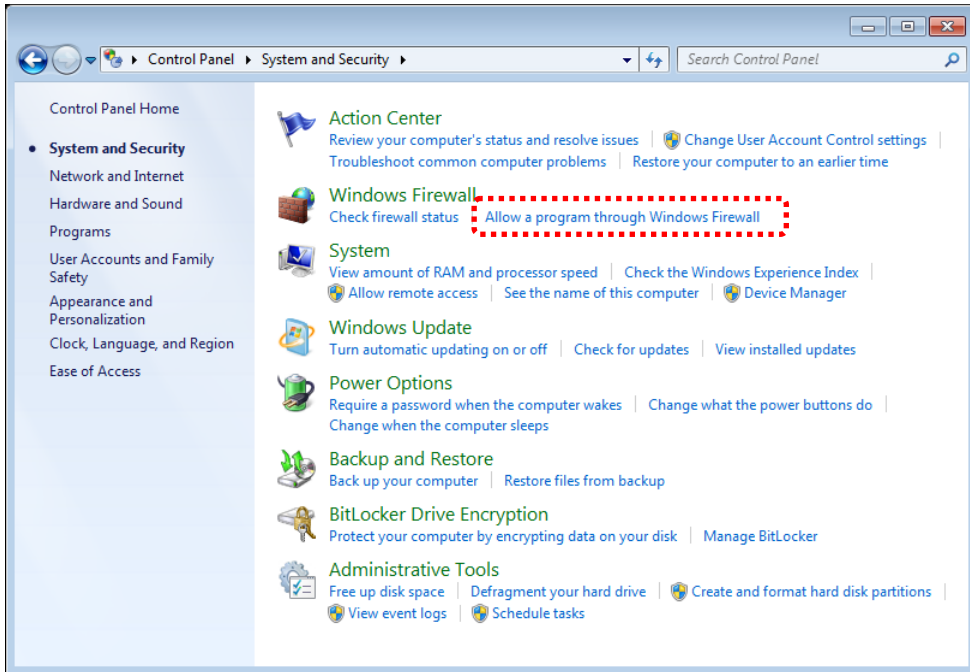 Control Panel System and Security
Search Control Panel
Control Panel Home
System and Security
Network and Internet
Hardware and Sound
Programs
User Accounts and Family
Safety
Appearance and
Personalization
Clock, Language, and Region
Ease of Access
Action Center
Review your computer's status and resolve issues Change User Account Control settings
Troubleshoot common computer problems Restore your computer to an earlier time
Windows Firewall
Check firewall status Allow a program through Windows Firewall
System
View amount of RAM and processor speed Check the Windows Experience Index
Allow remote access See the name of this computer Device Manager
Windows Update
Turn automatic updating on or off Check for updates View installed updates
Power Options
Require a password when the computer wakes Change what the power buttons do
Change when the computer sleeps
Backup and Restore
Back up your computer Restore files from backup
BitLocker Drive Encryption
Protect your computer by encrypting data on your disk Manage BitLocker
Administrative Tools
Free up disk space Defragment your hard drive Create and format hard disk partitions
View event logs Schedule tasks